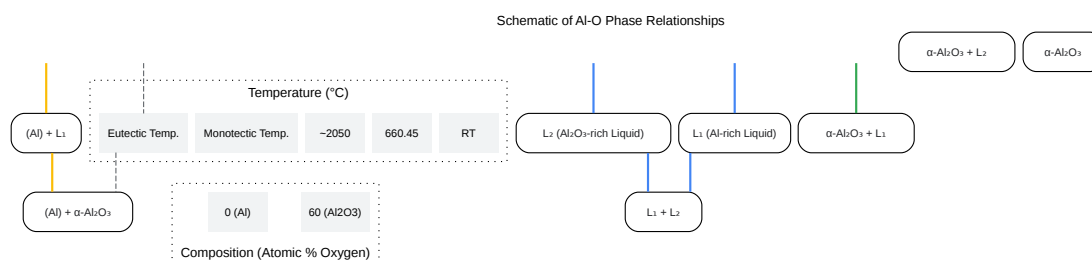 Schematic of Al-O Phase Relationships
α-Al₂O₃ + L₂
α-Al₂O₃
Temperature (°C)
(Al) + L₁
Eutectic Temp.
Monotectic Temp.
~2050
660.45
RT
L₂ (Al₂O₃-rich Liquid)
L₁ (Al-rich Liquid)
α-Al₂O₃ + L₁
(Al) + α-Al₂O₃
0 (Al)
60 (Al2O3)
L₁ + L₂
Composition (Atomic % Oxygen)